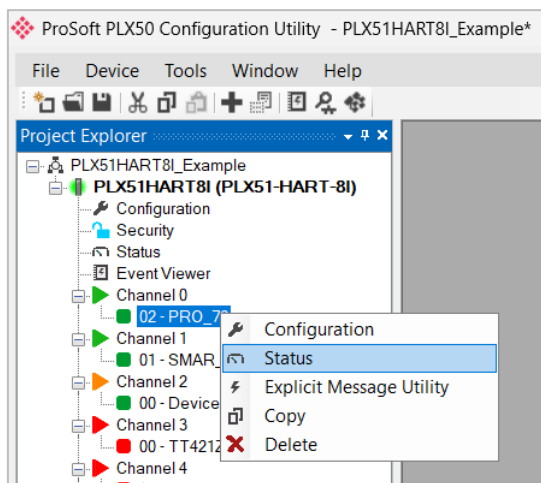 ProSoft PLX50 Configuration Utility - PLX51HART8I_Example*
File Device Tools Window Help
Project Explorer
PLX51HART8I_Example
PLX51HART8I (PLX51-HART-8I)
Configuration
Security
Status
Event Viewer
Channel 0
02 - PRO_7
Channel 1
01 - SMAR_
Channel 2
00 - Device
Channel 3
00 - TT421
Channel 4
Configuration
Status
Explicit Message Utility
Copy
Delete